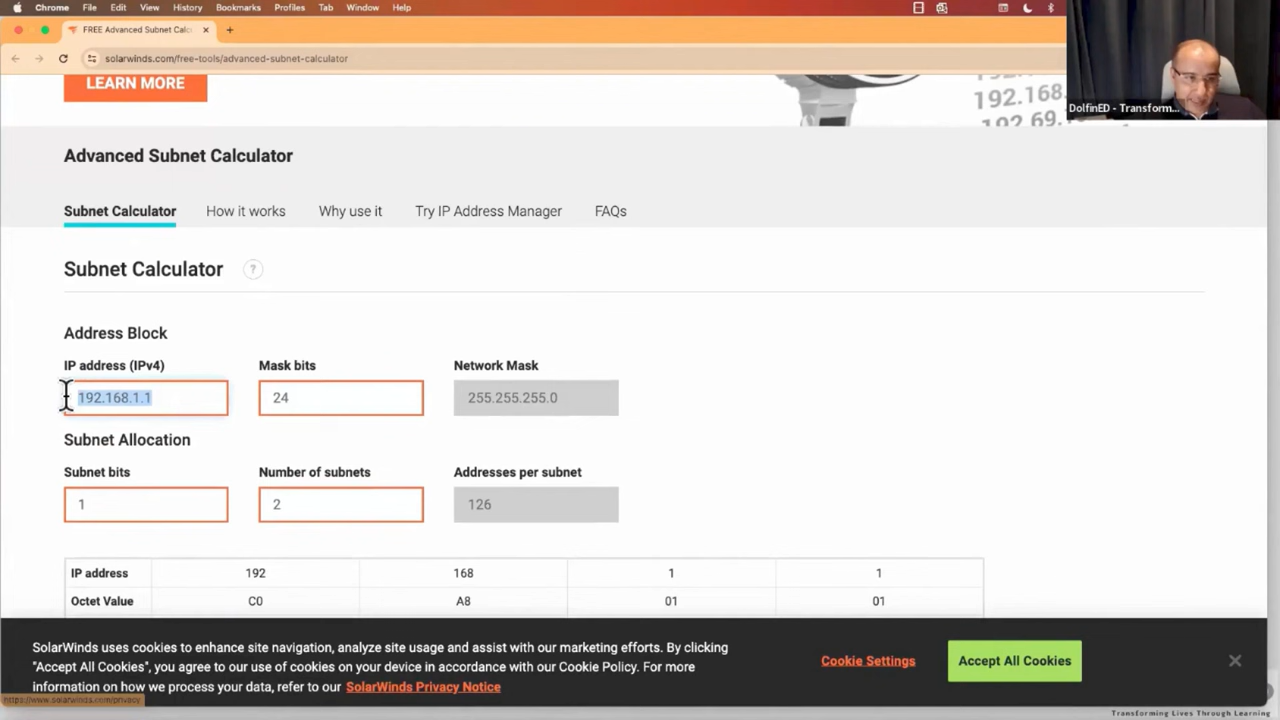 Chrome File Edit View History Bookmarks Profiles Tab Window Help
FREE Advanced Subnet Calc
solarwinds.com/free-tools/advanced-subnet-calculator
DolfinED - Transform...
LEARN MORE
192.168.
192.69.
Advanced Subnet Calculator
Subnet Calculator How it works Why use it Try IP Address Manager FAQs
Subnet Calculator ?
Address Block
IP address (IPv4) Mask bits Network Mask
192.168.1.1 24 255.255.255.0
Subnet Allocation
Subnet bits Number of subnets Addresses per subnet
1 2 126
IP address 192 168 1 1
Octet Value C0 A8 01 01
SolarWinds uses cookies to enhance site navigation, analyze site usage and assist with our marketing efforts. By clicking
"Accept All Cookies", you agree to our use of cookies on your device in accordance with our Cookie Policy. For more
information on how we process your data, refer to our SolarWinds Privacy Notice
Cookie Settings Accept All Cookies
https://www.solarwinds.com/privacy
Transforming Lives Through Learning